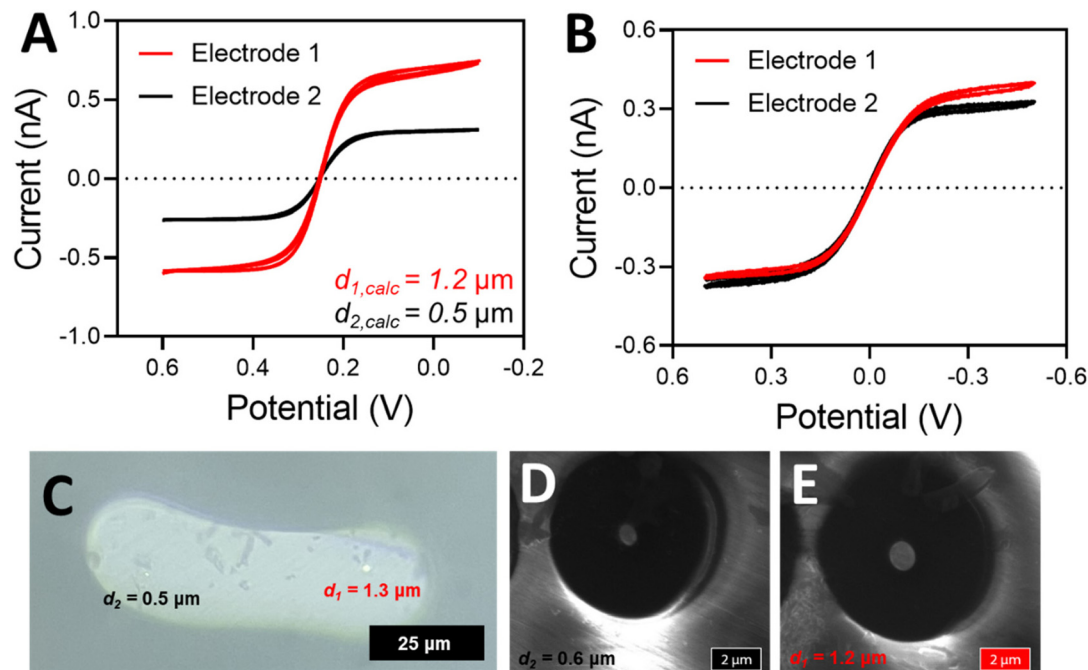 A
1.0
0.5
0.0
-0.5
-1.0
Current (nA)
Electrode 1
Electrode 2
d1,calc = 1.2 µm
d2,calc = 0.5 µm
0.6 0.4 0.2 0.0 -0.2
Potential (V)
B
0.6
0.3
0.0
-0.3
-0.6
Current (nA)
Electrode 1
Electrode 2
0.6 0.3 0.0 -0.3 -0.6
Potential (V)
C
d2 = 0.5 µm
d1 = 1.3 µm
25 µm
D
d2 = 0.6 µm
2 µm
E
d1 = 1.2 µm
2 µm